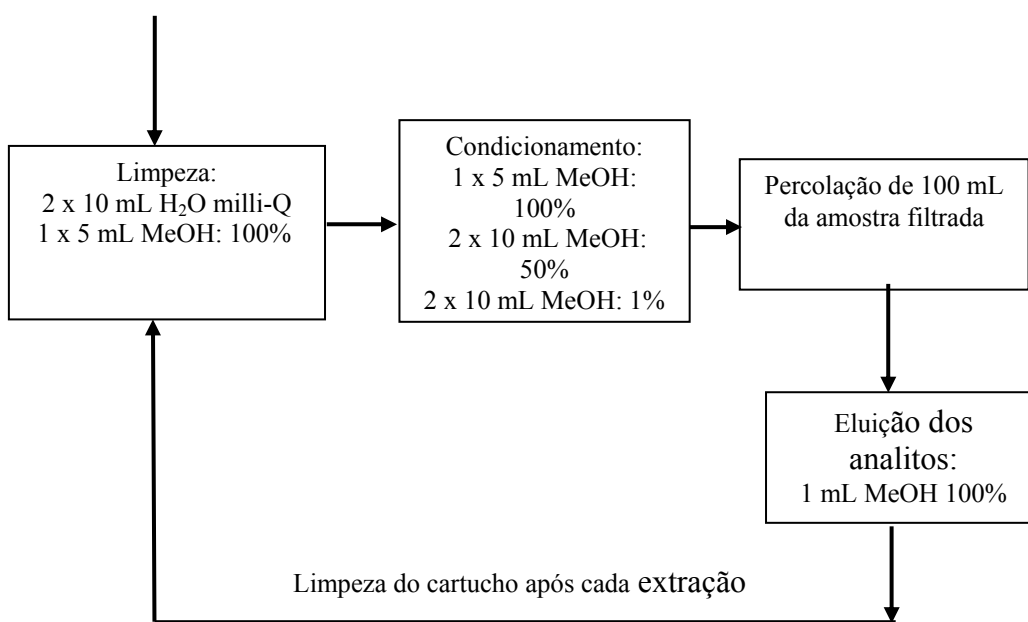 Limpeza:
2 x 10 mL H₂O milli-Q
1 x 5 mL MeOH: 100%
Condicionamento:
1 x 5 mL MeOH:
100%
2 x 10 mL MeOH:
50%
2 x 10 mL MeOH: 1%
Percolação de 100 mL
da amostra filtrada
Eluição dos
analitos:
1 mL MeOH 100%
Limpeza do cartucho após cada extração